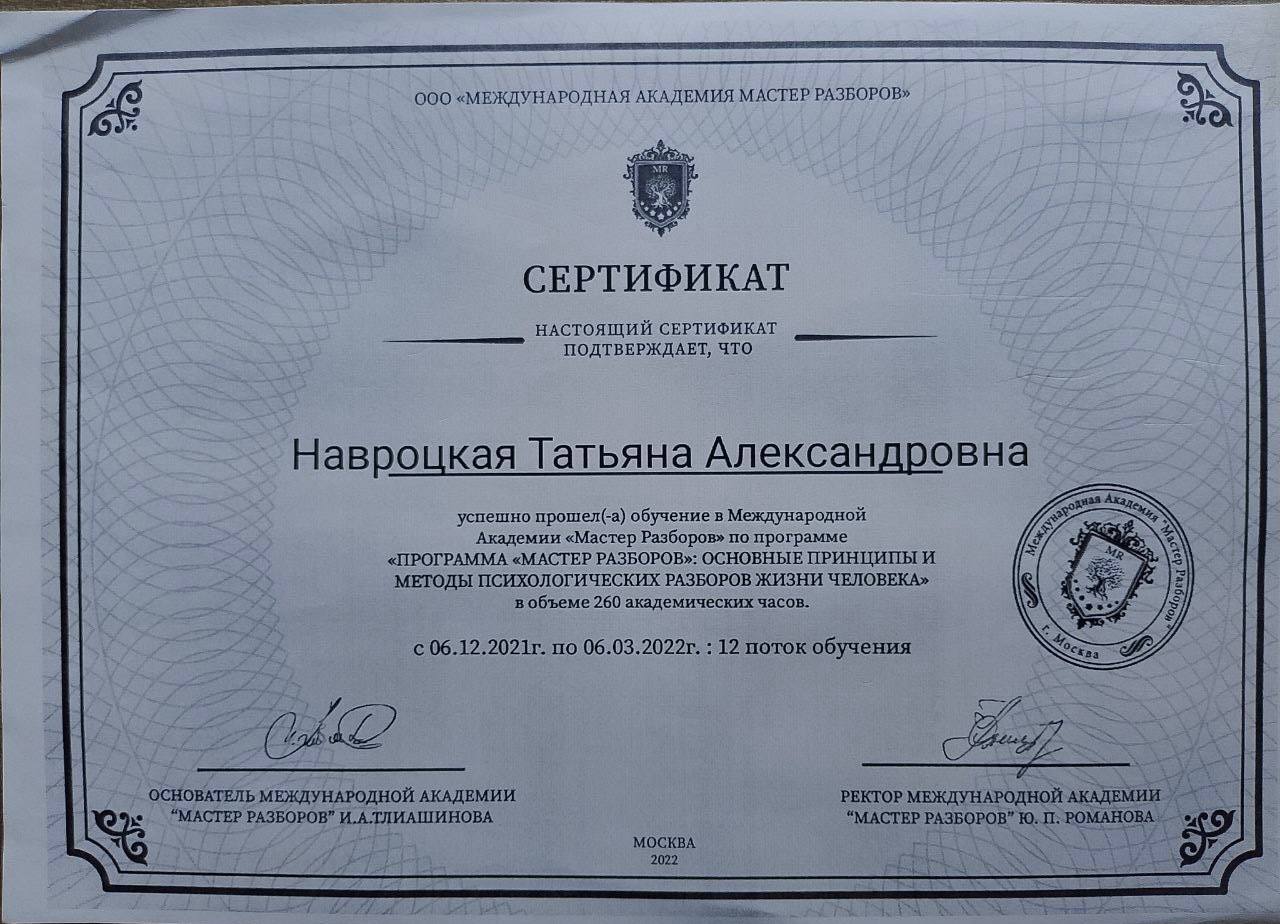 ООО «МЕЖДУНАРОДНАЯ АКАДЕМИЯ МАСТЕР РАЗБОРОВ»
MR
СЕРТИФИКАТ
НАСТОЯЩИЙ СЕРТИФИКАТ
ПОДТВЕРЖДАЕТ, ЧТО
Навроцкая Татьяна Александровна
успешно прошел(-а) обучение в Международной
Академии «Мастер Разборов» по программе
«ПРОГРАММА «МАСТЕР РАЗБОРОВ»: ОСНОВНЫЕ ПРИНЦИПЫ И
МЕТОДЫ ПСИХОЛОГИЧЕСКИХ РАЗБОРОВ ЖИЗНИ ЧЕЛОВЕКА»
в объеме 260 академических часов.
с 06.12.2021г. по 06.03.2022г. : 12 поток обучения
Международная Академия "Мастер Разборов"
MR
г. Москва
ОСНОВАТЕЛЬ МЕЖДУНАРОДНОЙ АКАДЕМИИ
“МАСТЕР РАЗБОРОВ” И.А.ТЛИАШИНОВА
РЕКТОР МЕЖДУНАРОДНОЙ АКАДЕМИИ
“МАСТЕР РАЗБОРОВ” Ю. П. РОМАНОВА
МОСКВА
2022